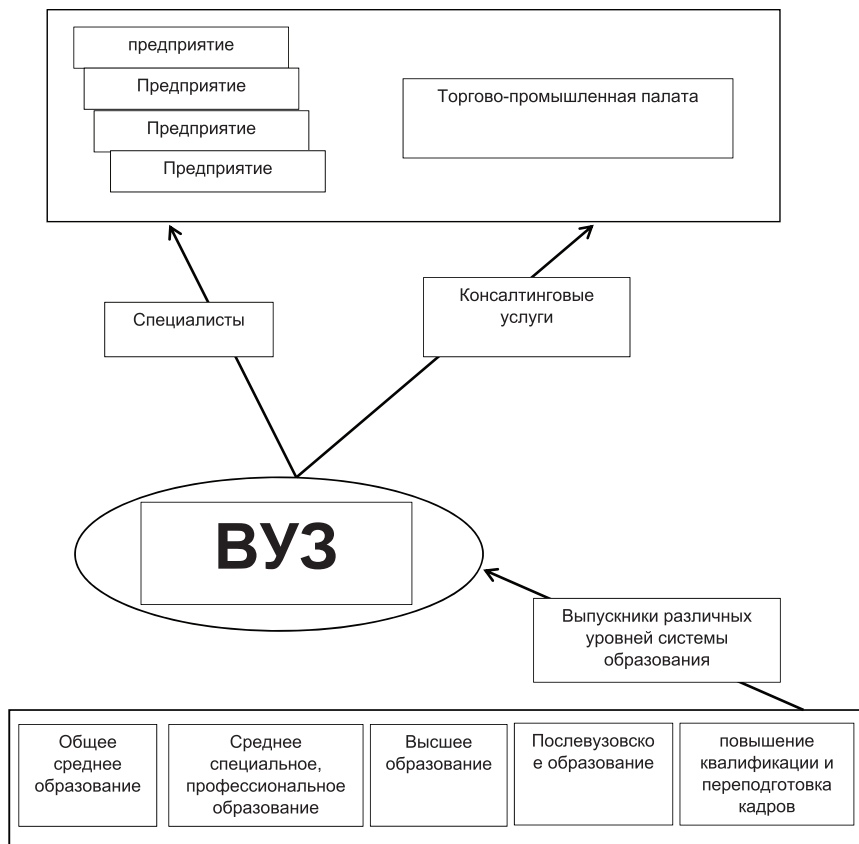 предприятие
Предприятие
Предприятие
Предприятие
Торгово-промышленная палата
Специалисты
Консалтинговые
услуги
ВУЗ
Выпускники различных
уровней системы
образования
Общее
среднее
образование
Среднее
специальное,
профессиональное
образование
Высшее
образование
Послевузовско
е образование
повышение
квалификации и
переподготовка
кадров